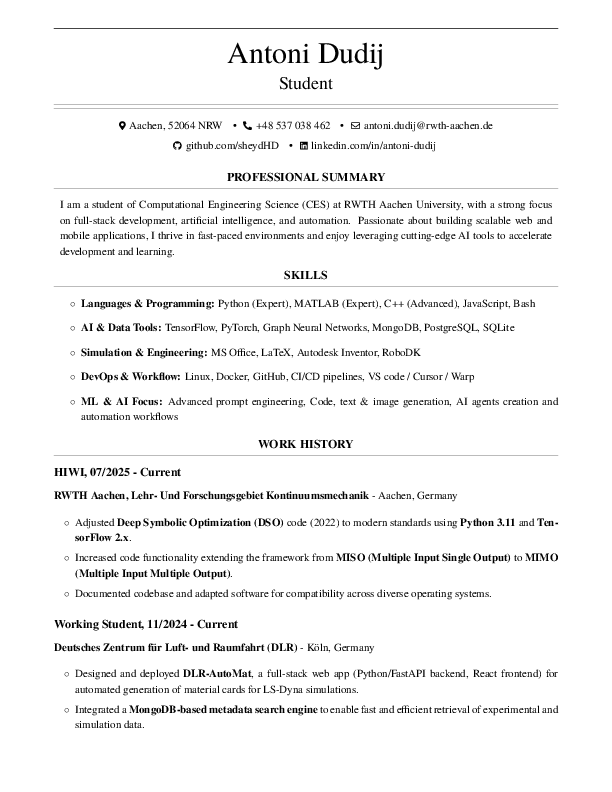 Antoni Dudij
Student
Aachen, 52064 NRW • +48 537 038 462 • antoni.dudij@rwth-aachen.de
github.com/sheydHD • linkedin.com/in/antoni-dudij
PROFESSIONAL SUMMARY
I am a student of Computational Engineering Science (CES) at RWTH Aachen University, with a strong focus
on full-stack development, artificial intelligence, and automation. Passionate about building scalable web and
mobile applications, I thrive in fast-paced environments and enjoy leveraging cutting-edge AI tools to accelerate
development and learning.
SKILLS
◦ Languages & Programming: Python (Expert), MATLAB (Expert), C++ (Advanced), JavaScript, Bash
◦ AI & Data Tools: TensorFlow, PyTorch, Graph Neural Networks, MongoDB, PostgreSQL, SQLite
◦ Simulation & Engineering: MS Office, LaTeX, Autodesk Inventor, RoboDK
◦ DevOps & Workflow: Linux, Docker, GitHub, CI/CD pipelines, VS code / Cursor / Warp
◦ ML & AI Focus: Advanced prompt engineering, Code, text & image generation, AI agents creation and
automation workflows
WORK HISTORY
HIWI, 07/2025 - Current
RWTH Aachen, Lehr- Und Forschungsgebiet Kontinuumsmechanik - Aachen, Germany
◦ Adjusted Deep Symbolic Optimization (DSO) code (2022) to modern standards using Python 3.11 and Ten-
sorFlow 2.x.
◦ Increased code functionality extending the framework from MISO (Multiple Input Single Output) to MIMO
(Multiple Input Multiple Output).
◦ Documented codebase and adapted software for compatibility across diverse operating systems.
Working Student, 11/2024 - Current
Deutsches Zentrum für Luft- und Raumfahrt (DLR) - Köln, Germany
◦ Designed and deployed DLR-AutoMat, a full-stack web app (Python/FastAPI backend, React frontend) for
automated generation of material cards for LS-Dyna simulations.
◦ Integrated a MongoDB-based metadata search engine to enable fast and efficient retrieval of experimental and
simulation data.